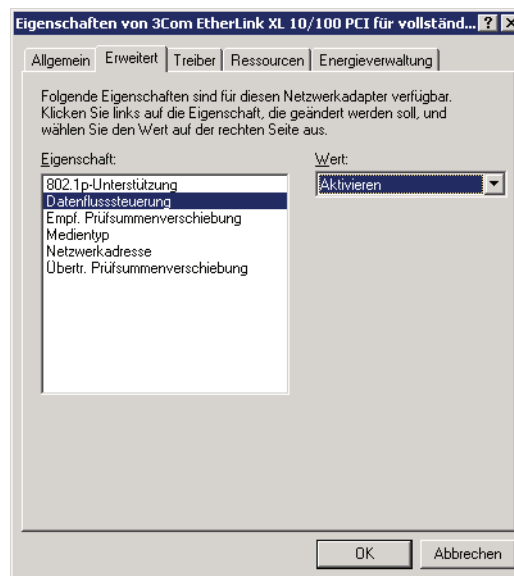 Eigenschaften von 3Com EtherLink XL 10/100 PCI für vollständ...
Allgemein Erweitert Treiber Ressourcen Energieverwaltung
Folgende Eigenschaften sind für diesen Netzwerkadapter verfügbar.
Klicken Sie links auf die Eigenschaft, die geändert werden soll, und
wählen Sie den Wert auf der rechten Seite aus.
Eigenschaft: Wert:
802.1p-Unterstützung
Datenflusssteuerung
Empf. Prüfsummenverschiebung
Medientyp
Netzwerkadresse
Übertr. Prüfsummenverschiebung
Aktivieren
OK Abbrechen